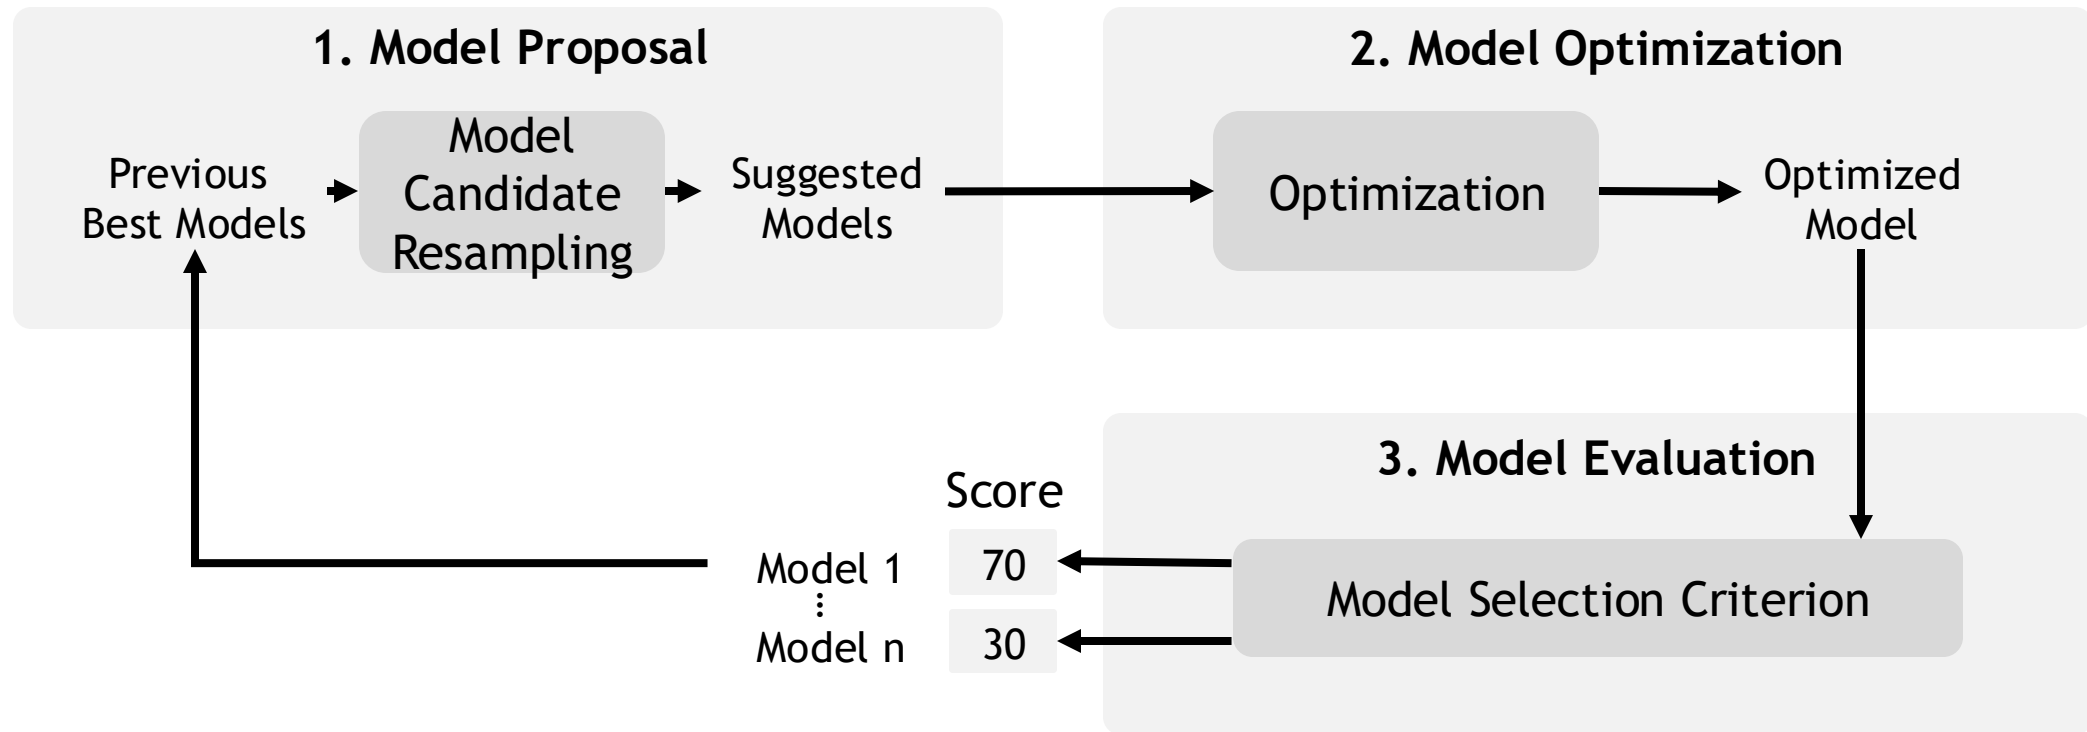 1. Model Proposal
Previous
Best Models
Model
Candidate
Resampling
Suggested
Models
2. Model Optimization
Optimization
Optimized
Model
3. Model Evaluation
Model Selection Criterion
Score
Model 1
70
⋮
Model n
30